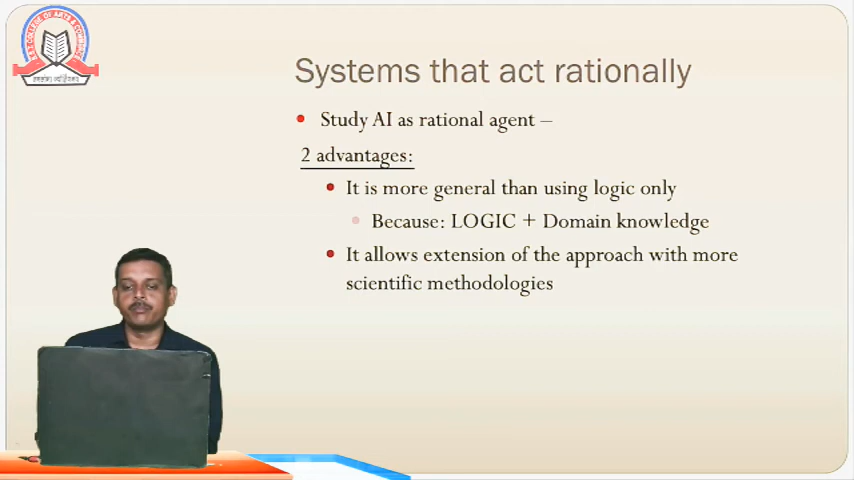 Systems that act rationally
Study AI as rational agent –
2 advantages:
It is more general than using logic only
Because: LOGIC + Domain knowledge
It allows extension of the approach with more
scientific methodologies